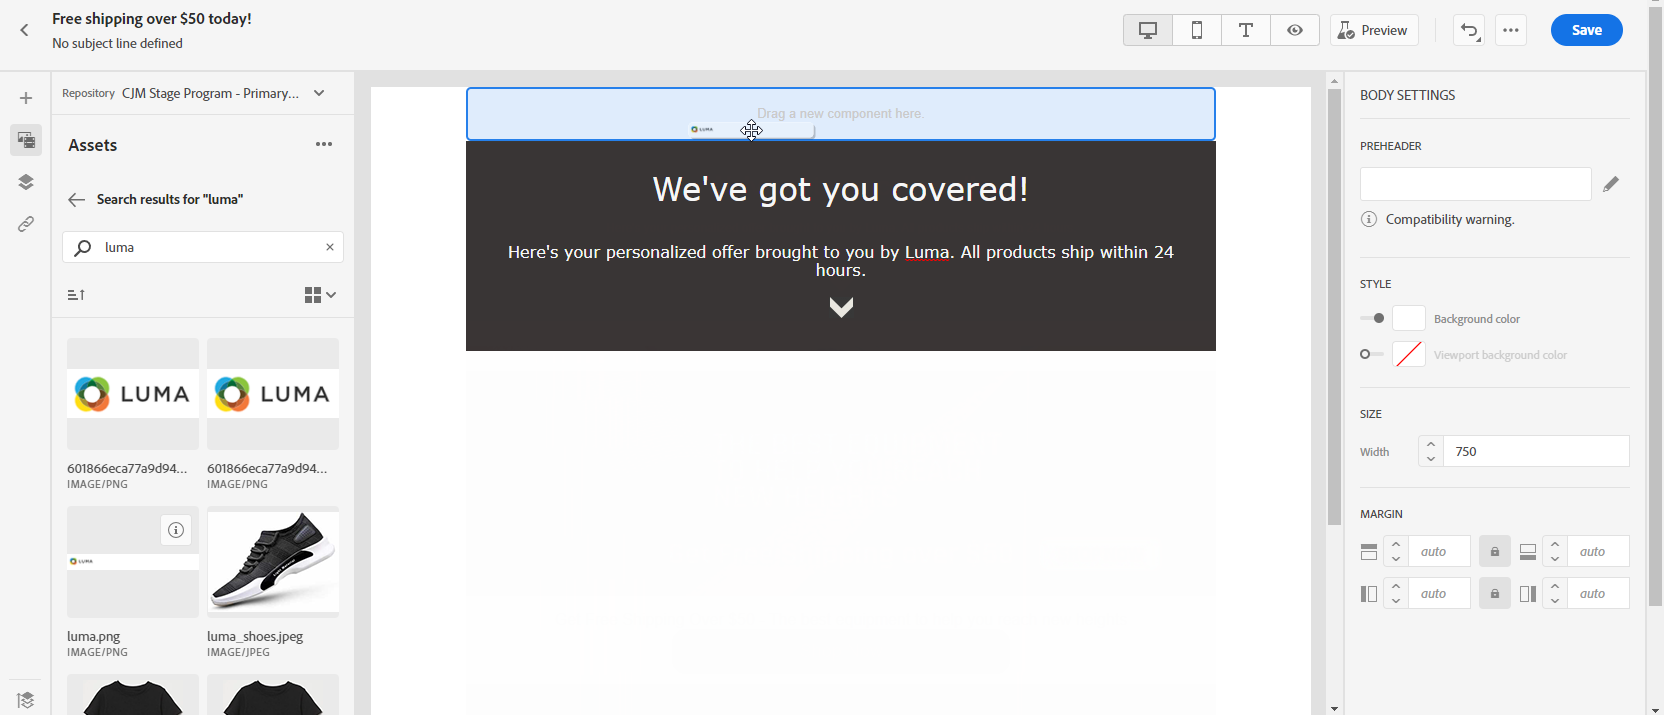 Free shipping over $50 today!
No subject line defined
Preview
Save
Repository CJM Stage Program - Primary...
Assets
Search results for "luma"
luma
LUMA
LUMA
601866eca77a9d94...
IMAGE/PNG
601866eca77a9d94...
IMAGE/PNG
LUMA
luma.png
IMAGE/PNG
luma_shoes.jpeg
IMAGE/JPEG
Drag a new component here.
LUMA
We've got you covered!
Here's your personalized offer brought to you by Luma. All products ship within 24
hours.
BODY SETTINGS
PREHEADER
Compatibility warning.
STYLE
Background color
Viewport background color
SIZE
Width 750
MARGIN
auto auto
auto auto